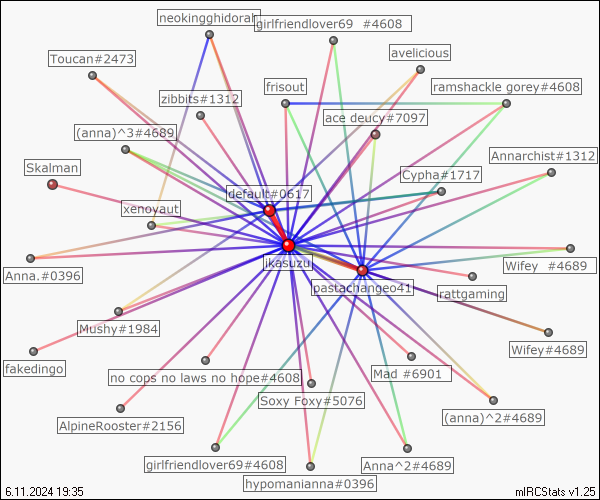 neokingghidorah
girlfriendlover69 #4608
avelicious
Toucan#2473
frisout
ramshackle gorey#4608
zibbits#1312
ace deucy#7097
(anna)^3#4689
Annarchist#1312
Skalman
Cypha#1717
default#0617
xenoyaut
jkasuzu
Anna.#0396
Wifey #4689
pastachangeo41
rattgaming
Mushy#1984
Wifey#4689
fakedingo
no cops no laws no hope#4608
Mad #6901
Soxy Foxy#5076
AlpineRooster#2156
(anna)^2#4689
girlfriendlover69#4608
Anna^2#4689
hypomanianna#0396
6.11.2024 19:35
mIRCStats v1.25